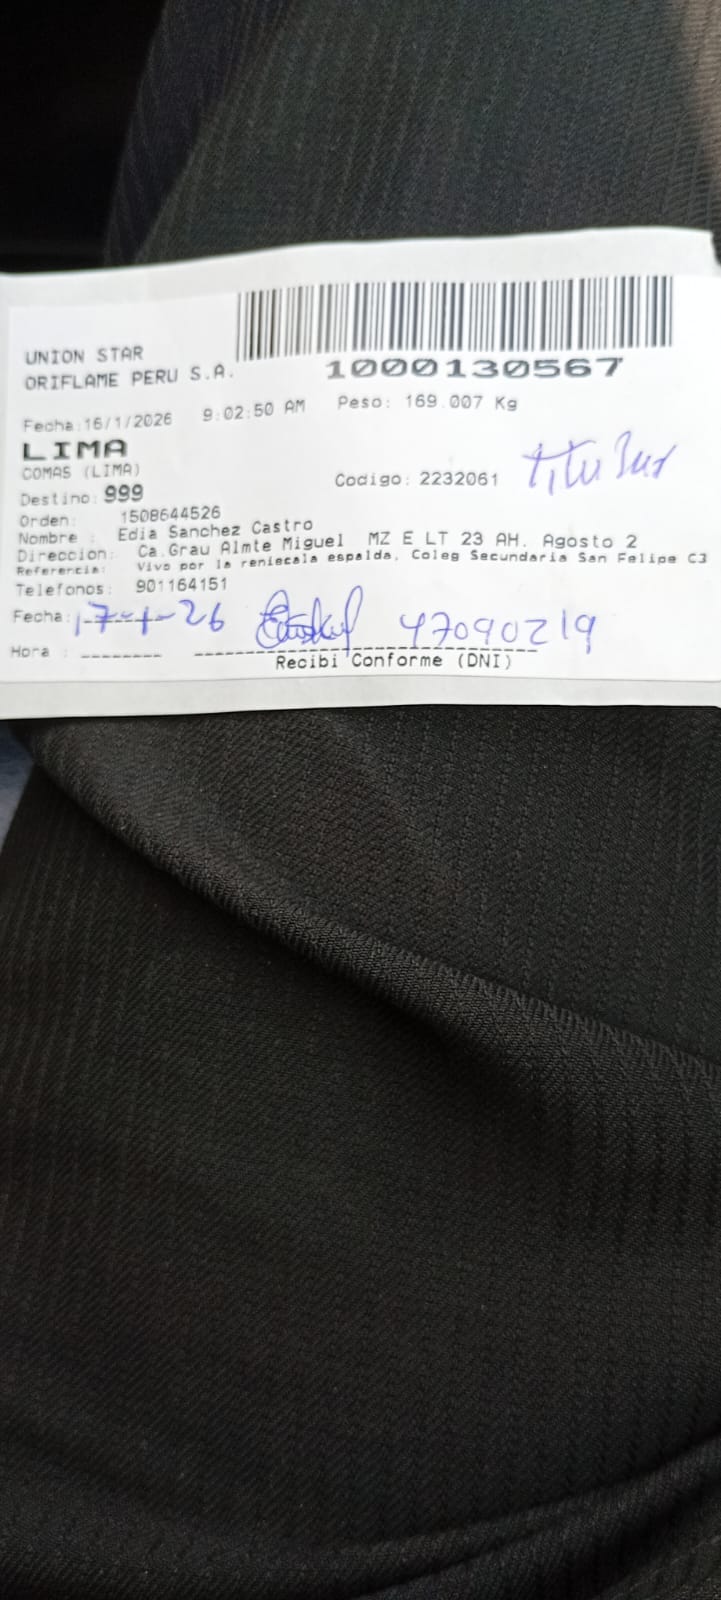 UNION STAR
ORIFLAME PERU S.A.
1000130567
Fecha:16/1/2026 9:02:50 AM Peso: 169.007 Kg
LIMA
COMAS (LIMA)
Codigo: 2232061 titular
Destino: 999
Orden: 1508644526
Nombre : Edia Sanchez Castro
Direccion: Ca.Grau Almte Miguel MZ E LT 23 AH. Agosto 2
Referencia: Vivo por la reniecala espalda, Coleg Secundaria San Felipe C3
Telefonos: 901164151
Fecha: 17-1-26 47090219
Hora :
Recibi Conforme (DNI)